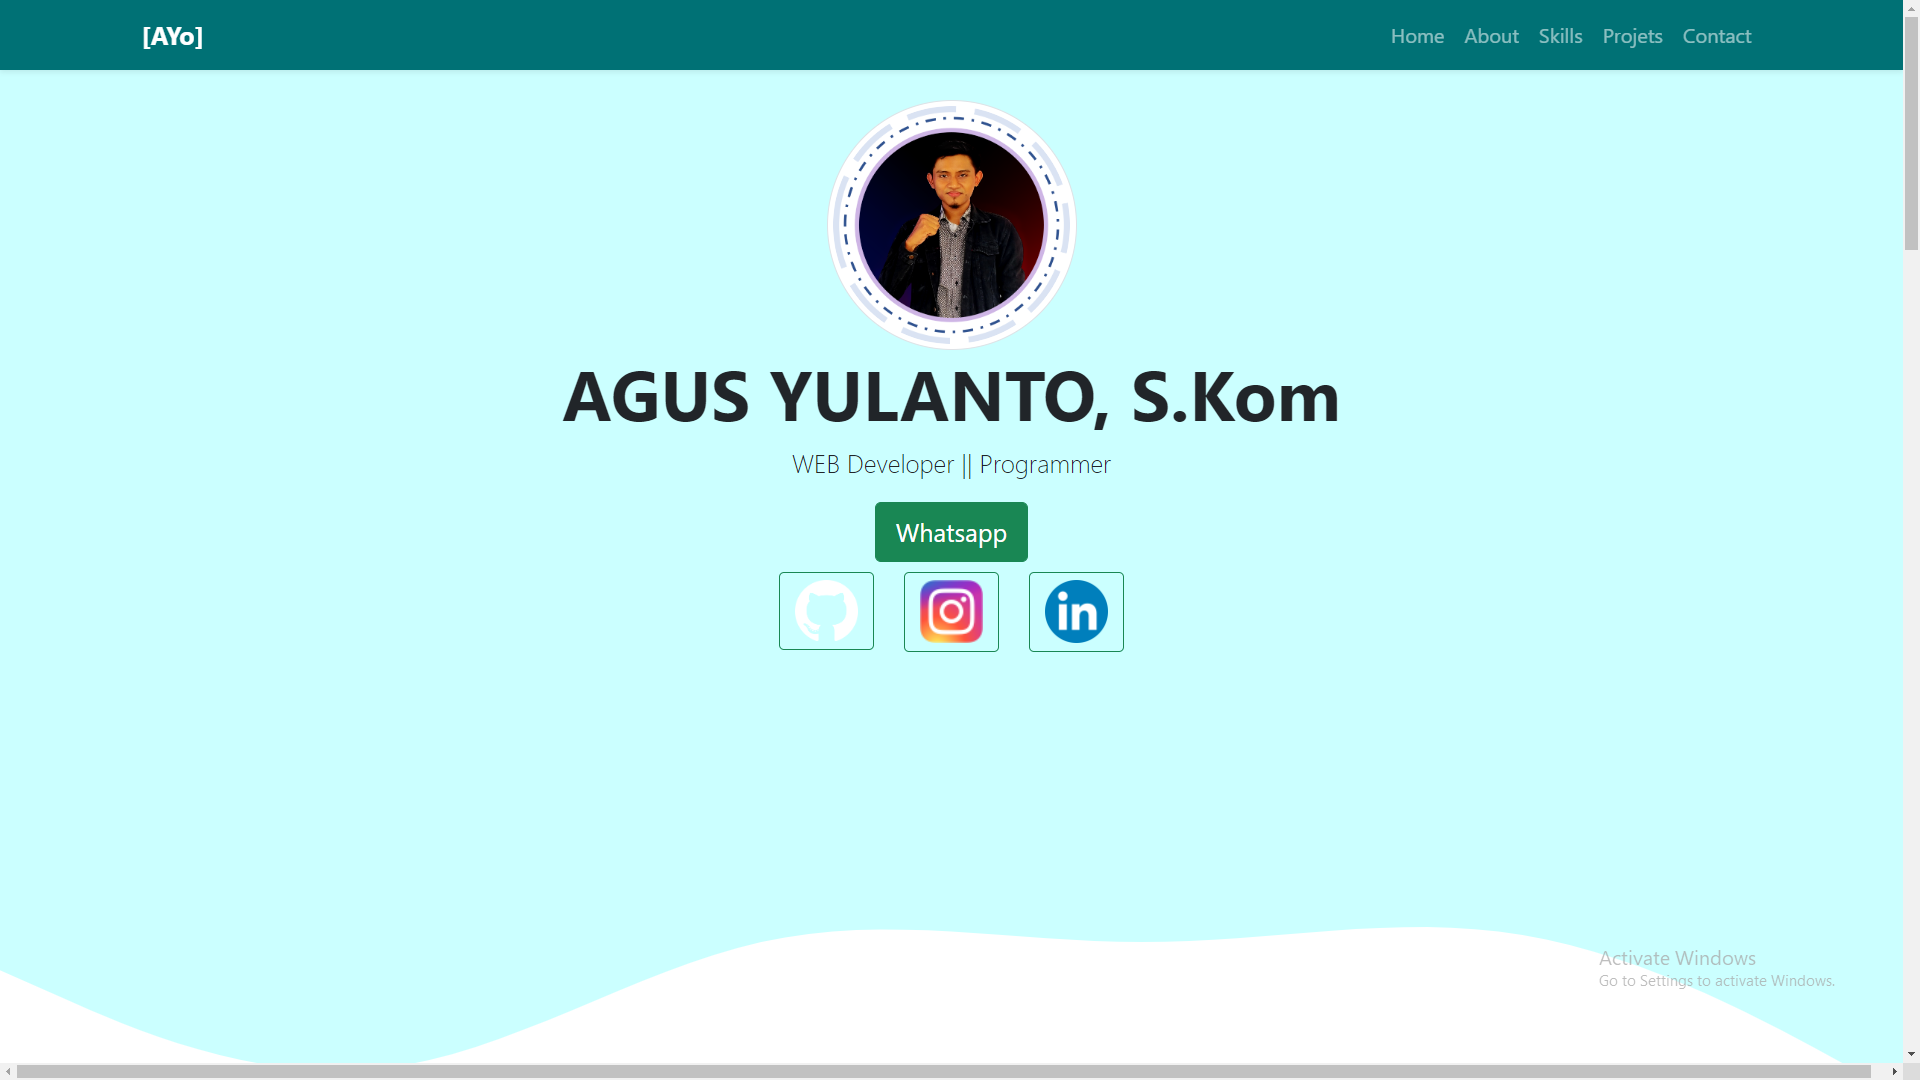 [AYo]
Home About Skills Projets Contact
AGUS YULANTO, S.Kom
WEB Developer || Programmer
Whatsapp
in
Activate Windows
Go to Settings to activate Windows.